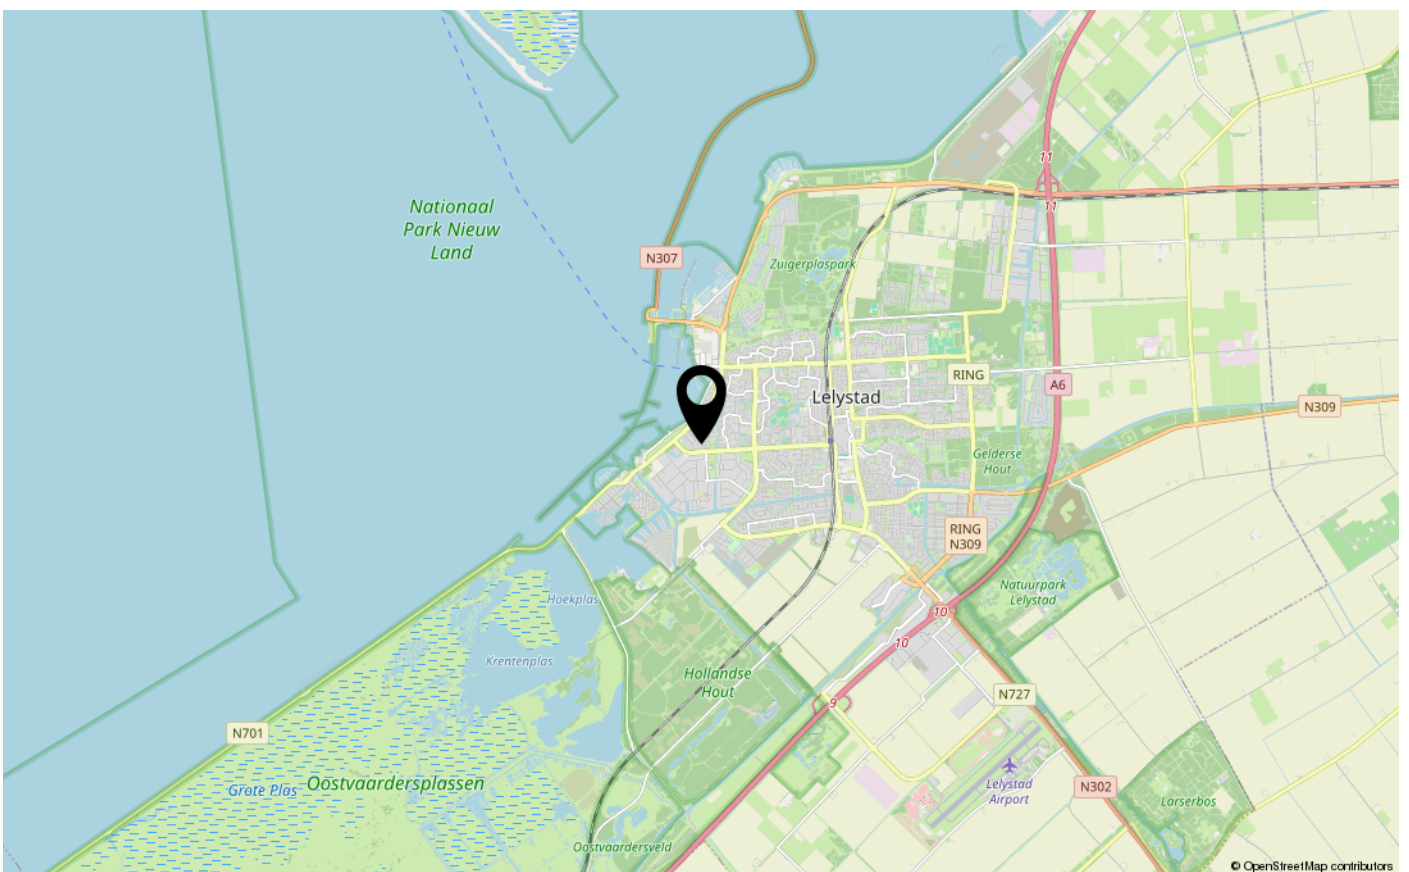 11
11
Nationaal
Park Nieuw
Land
N307
Zuigerplaspark
RING
A6
Lelystad
N309
Gelderse
Hout
RING
N309
Natuurpark
Lelystad
Hoekplas
10
10
Krentenplas
Hollandse
Hout
N727
9
N701
Oostvaardersplassen
Grote Plas
Lelystad
Airport
N302
Larserbos
Oostvaardersveld
© OpenStreetMap contributors